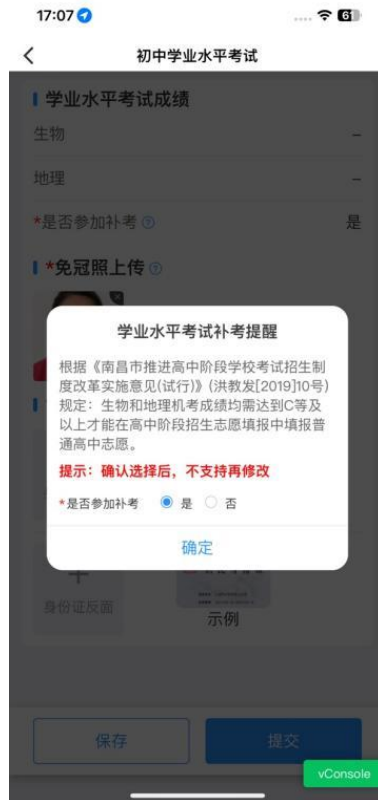 17:07
61
初中学业水平考试
学业水平考试成绩
生物 --
地理 --
*是否参加补考 ? 是
*免冠照上传 ?
学业水平考试补考提醒
根据《南昌市推进高中阶段学校考试招生制
度改革实施意见(试行)》(洪教发[2019]10号)
规定：生物和地理机考成绩均需达到C等及
以上才能在高中阶段招生志愿填报中填报普
通高中志愿。
提示：确认选择后，不支持再修改
*是否参加补考 是 否
确定
身份证反面
示例
保存 提交
vConsole